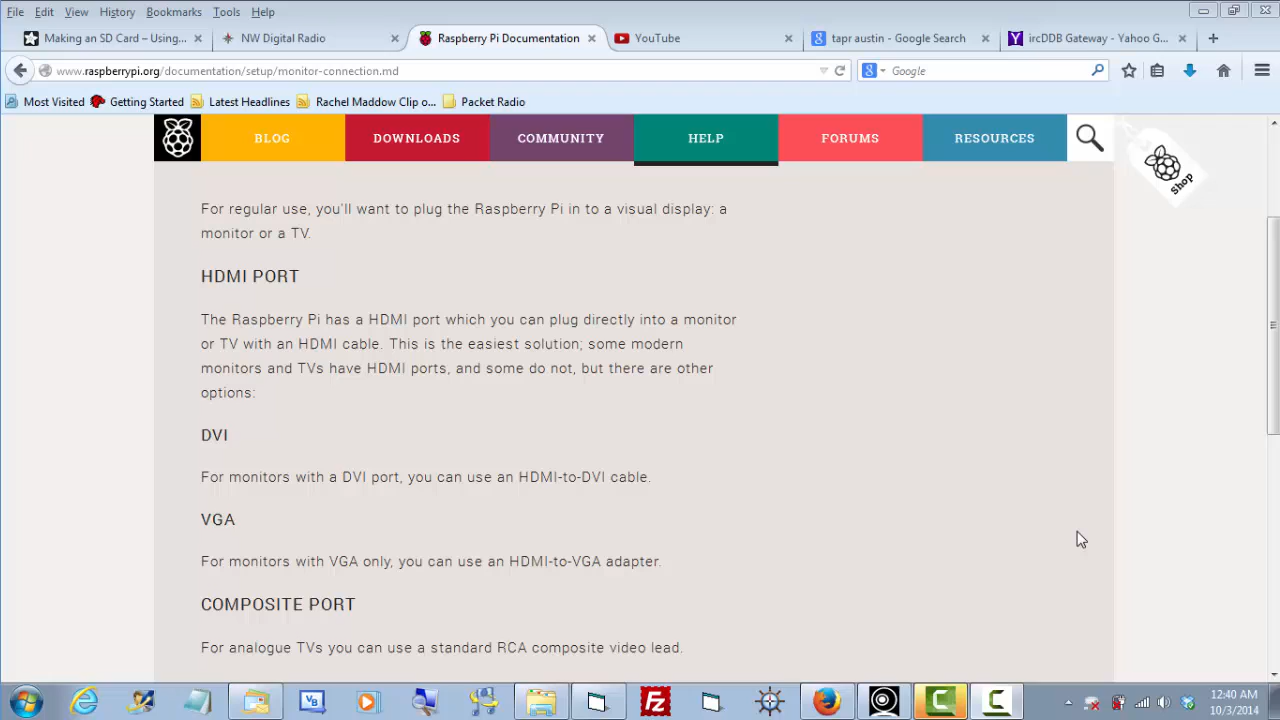 File Edit View History Bookmarks Tools Help
Making an SD Card – Using... NW Digital Radio Raspberry Pi Documentation YouTube tapr austin - Google Search ircDDB Gateway - Yahoo G...
www.raspberrypi.org/documentation/setup/monitor-connection.md Google
Most Visited Getting Started Latest Headlines Rachel Maddow Clip o... Packet Radio
BLOG DOWNLOADS COMMUNITY HELP FORUMS RESOURCES
shop
For regular use, you'll want to plug the Raspberry Pi in to a visual display: a
monitor or a TV.
HDMI PORT
The Raspberry Pi has a HDMI port which you can plug directly into a monitor
or TV with an HDMI cable. This is the easiest solution; some modern
monitors and TVs have HDMI ports, and some do not, but there are other
options:
DVI
For monitors with a DVI port, you can use an HDMI-to-DVI cable.
VGA
For monitors with VGA only, you can use an HDMI-to-VGA adapter.
COMPOSITE PORT
For analogue TVs you can use a standard RCA composite video lead.
12:40 AM
10/3/2014